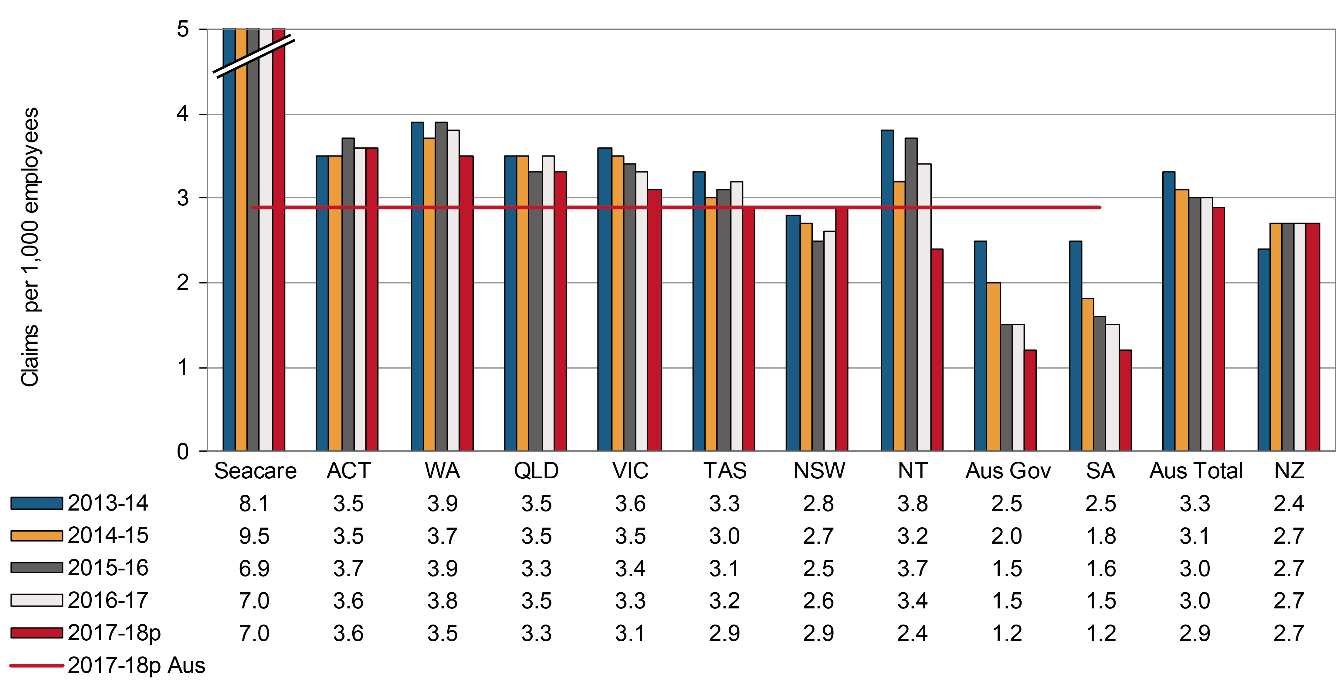 5
4
3
2
1
0
Claims per 1,000 employees
Seacare ACT WA QLD VIC TAS NSW NT Aus Gov SA Aus Total NZ
2013-14 8.1 3.5 3.9 3.5 3.6 3.3 2.8 3.8 2.5 2.5 3.3 2.4
2014-15 9.5 3.5 3.7 3.5 3.5 3.0 2.7 3.2 2.0 1.8 3.1 2.7
2015-16 6.9 3.7 3.9 3.3 3.4 3.1 2.5 3.7 1.5 1.6 3.0 2.7
2016-17 7.0 3.6 3.8 3.5 3.3 3.2 2.6 3.4 1.5 1.5 3.0 2.7
2017-18p 7.0 3.6 3.5 3.3 3.1 2.9 2.9 2.4 1.2 1.2 2.9 2.7
2017-18p Aus